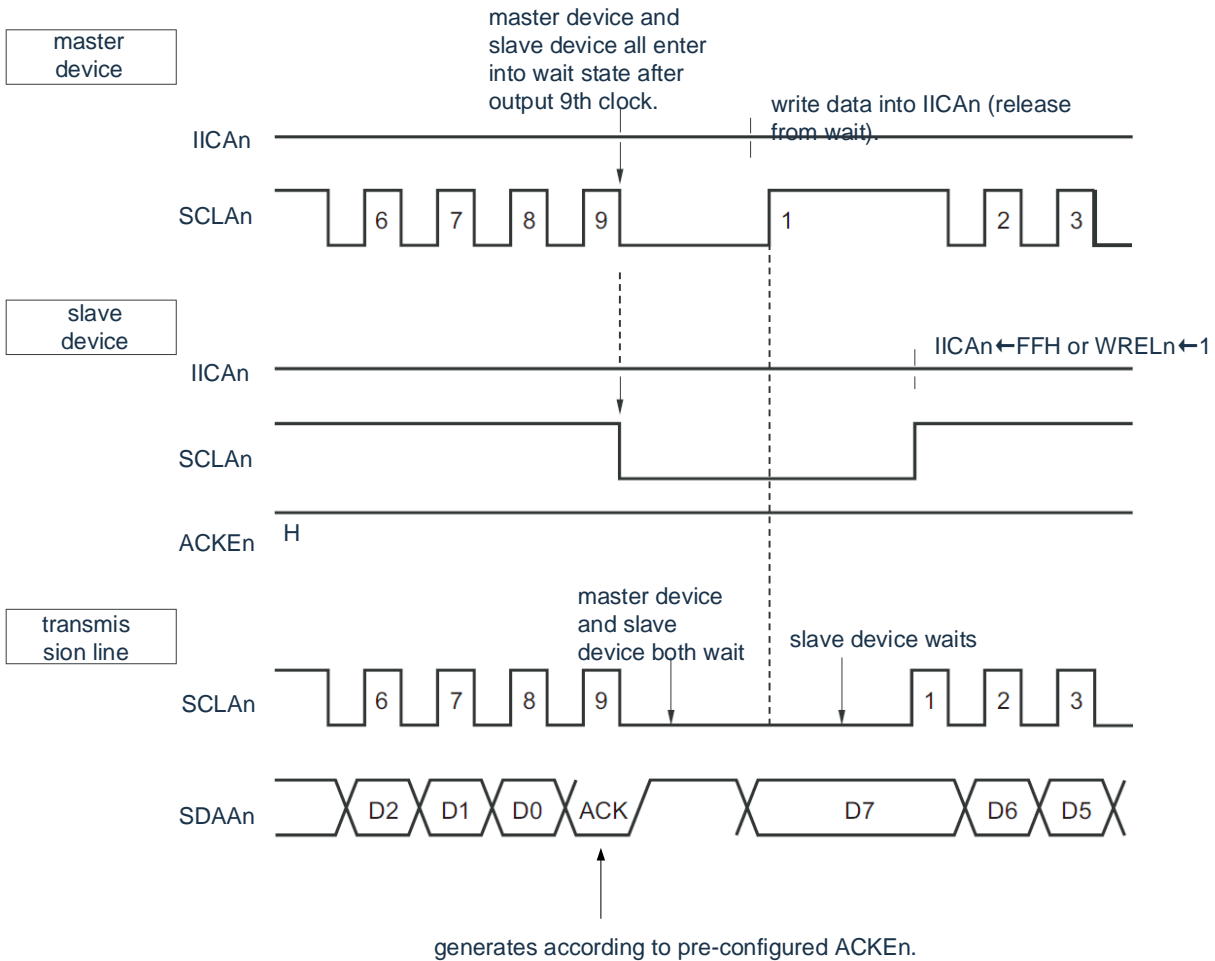 master device and
slave device all enter
into wait state after
output 9th clock.
master
device
write data into IICAn (release
from wait).
IICAn
SCLAn
6 7 8 9 1 2 3
slave
device
IICAn←FFH or WRELn←1
IICAn
SCLAn
H
ACKEn
master device
and slave
device both wait
transmis
sion line
slave device waits
SCLAn
6 7 8 9 1 2 3
SDAAn
D2 D1 D0 ACK D7 D6 D5
generates according to pre-configured ACKEn.